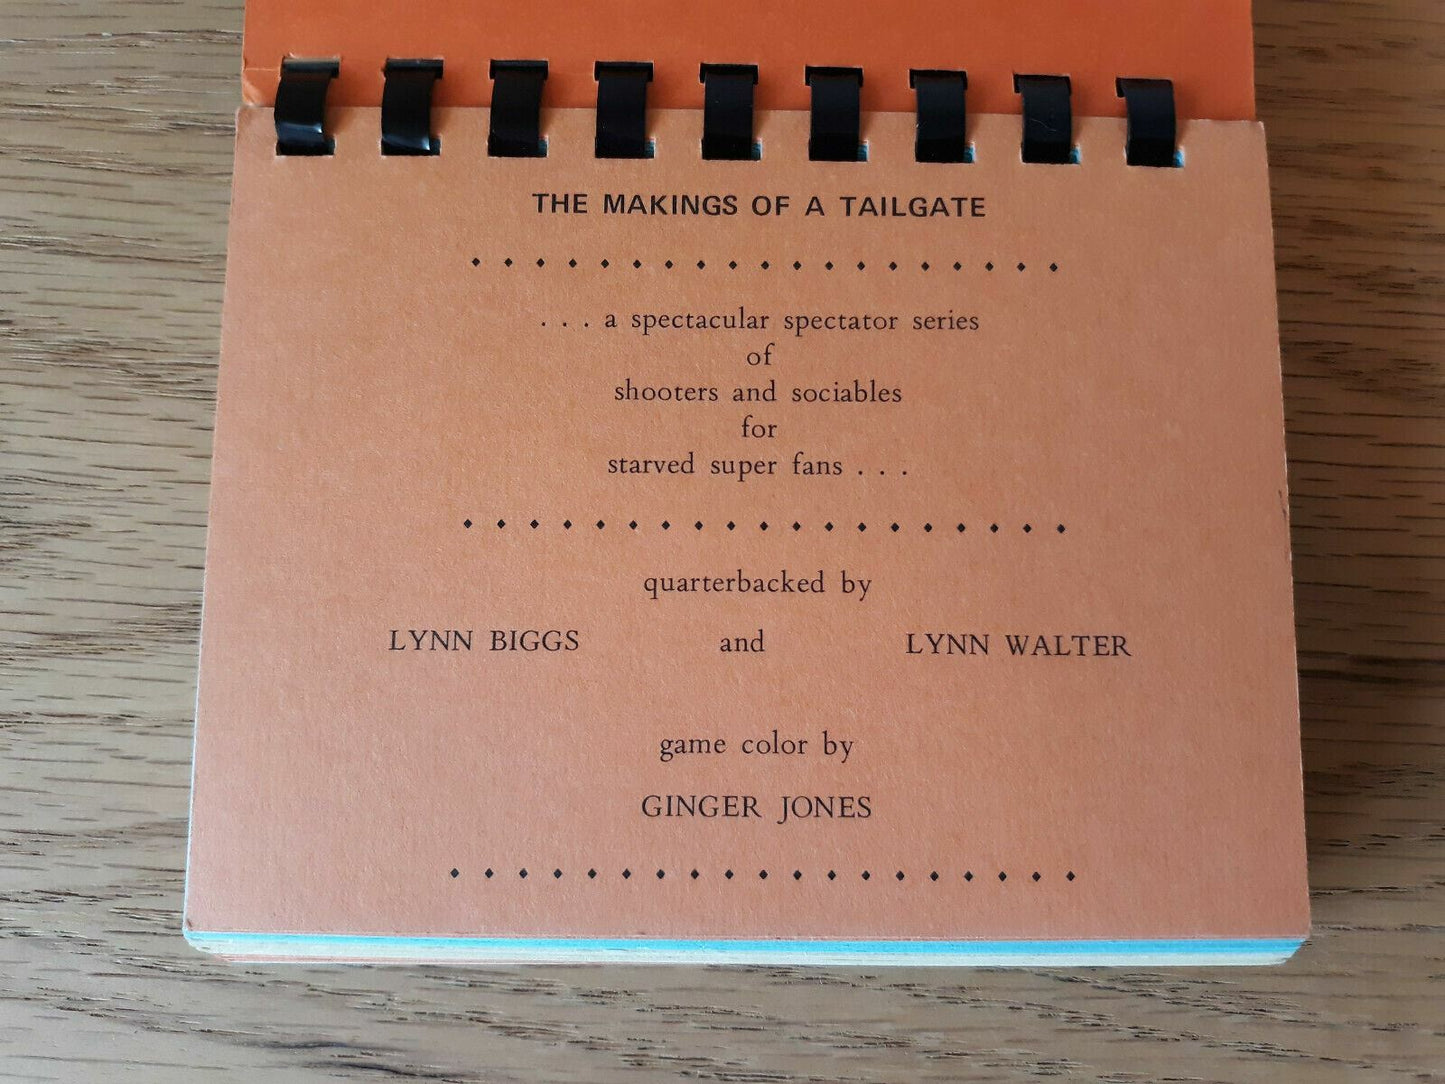 THE MAKINGS OF A TAILGATE
. . . a spectacular spectator series
of
shooters and sociables
for
starved super fans . . .
quarterbacked by
LYNN BIGGS and LYNN WALTER
game color by
GINGER JONES